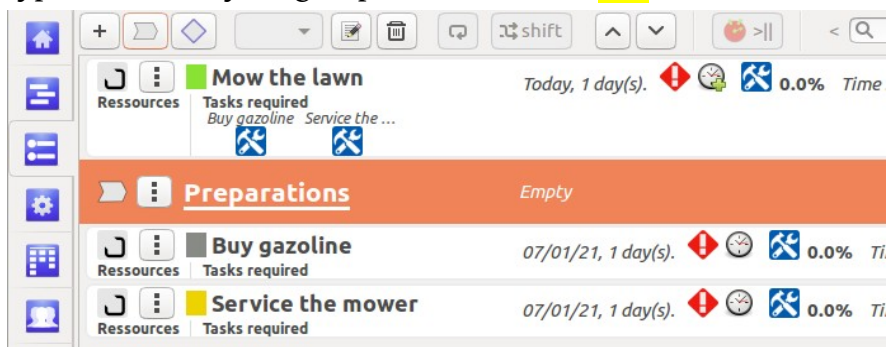 shift >|| <
Mow the lawn Today, 1 day(s). 0.0% Time
Ressources Tasks required
Buy gazoline Service the ...
Preparations Empty
Buy gazoline 07/01/21, 1 day(s). 0.0%
Ressources Tasks required
Service the mower 07/01/21, 1 day(s). 0.0%
Ressources Tasks required